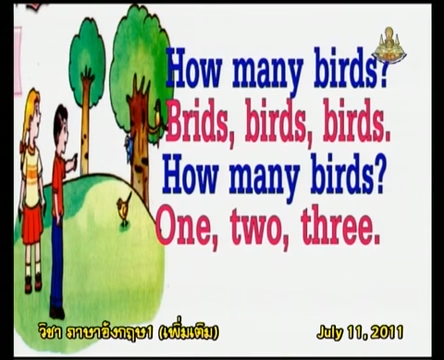 How many birds?
Brids, birds, birds.
How many birds?
One, two, three.
วิชา ภาษาอังกฤษ1 (เพิ่มเติม)
July 11, 2011